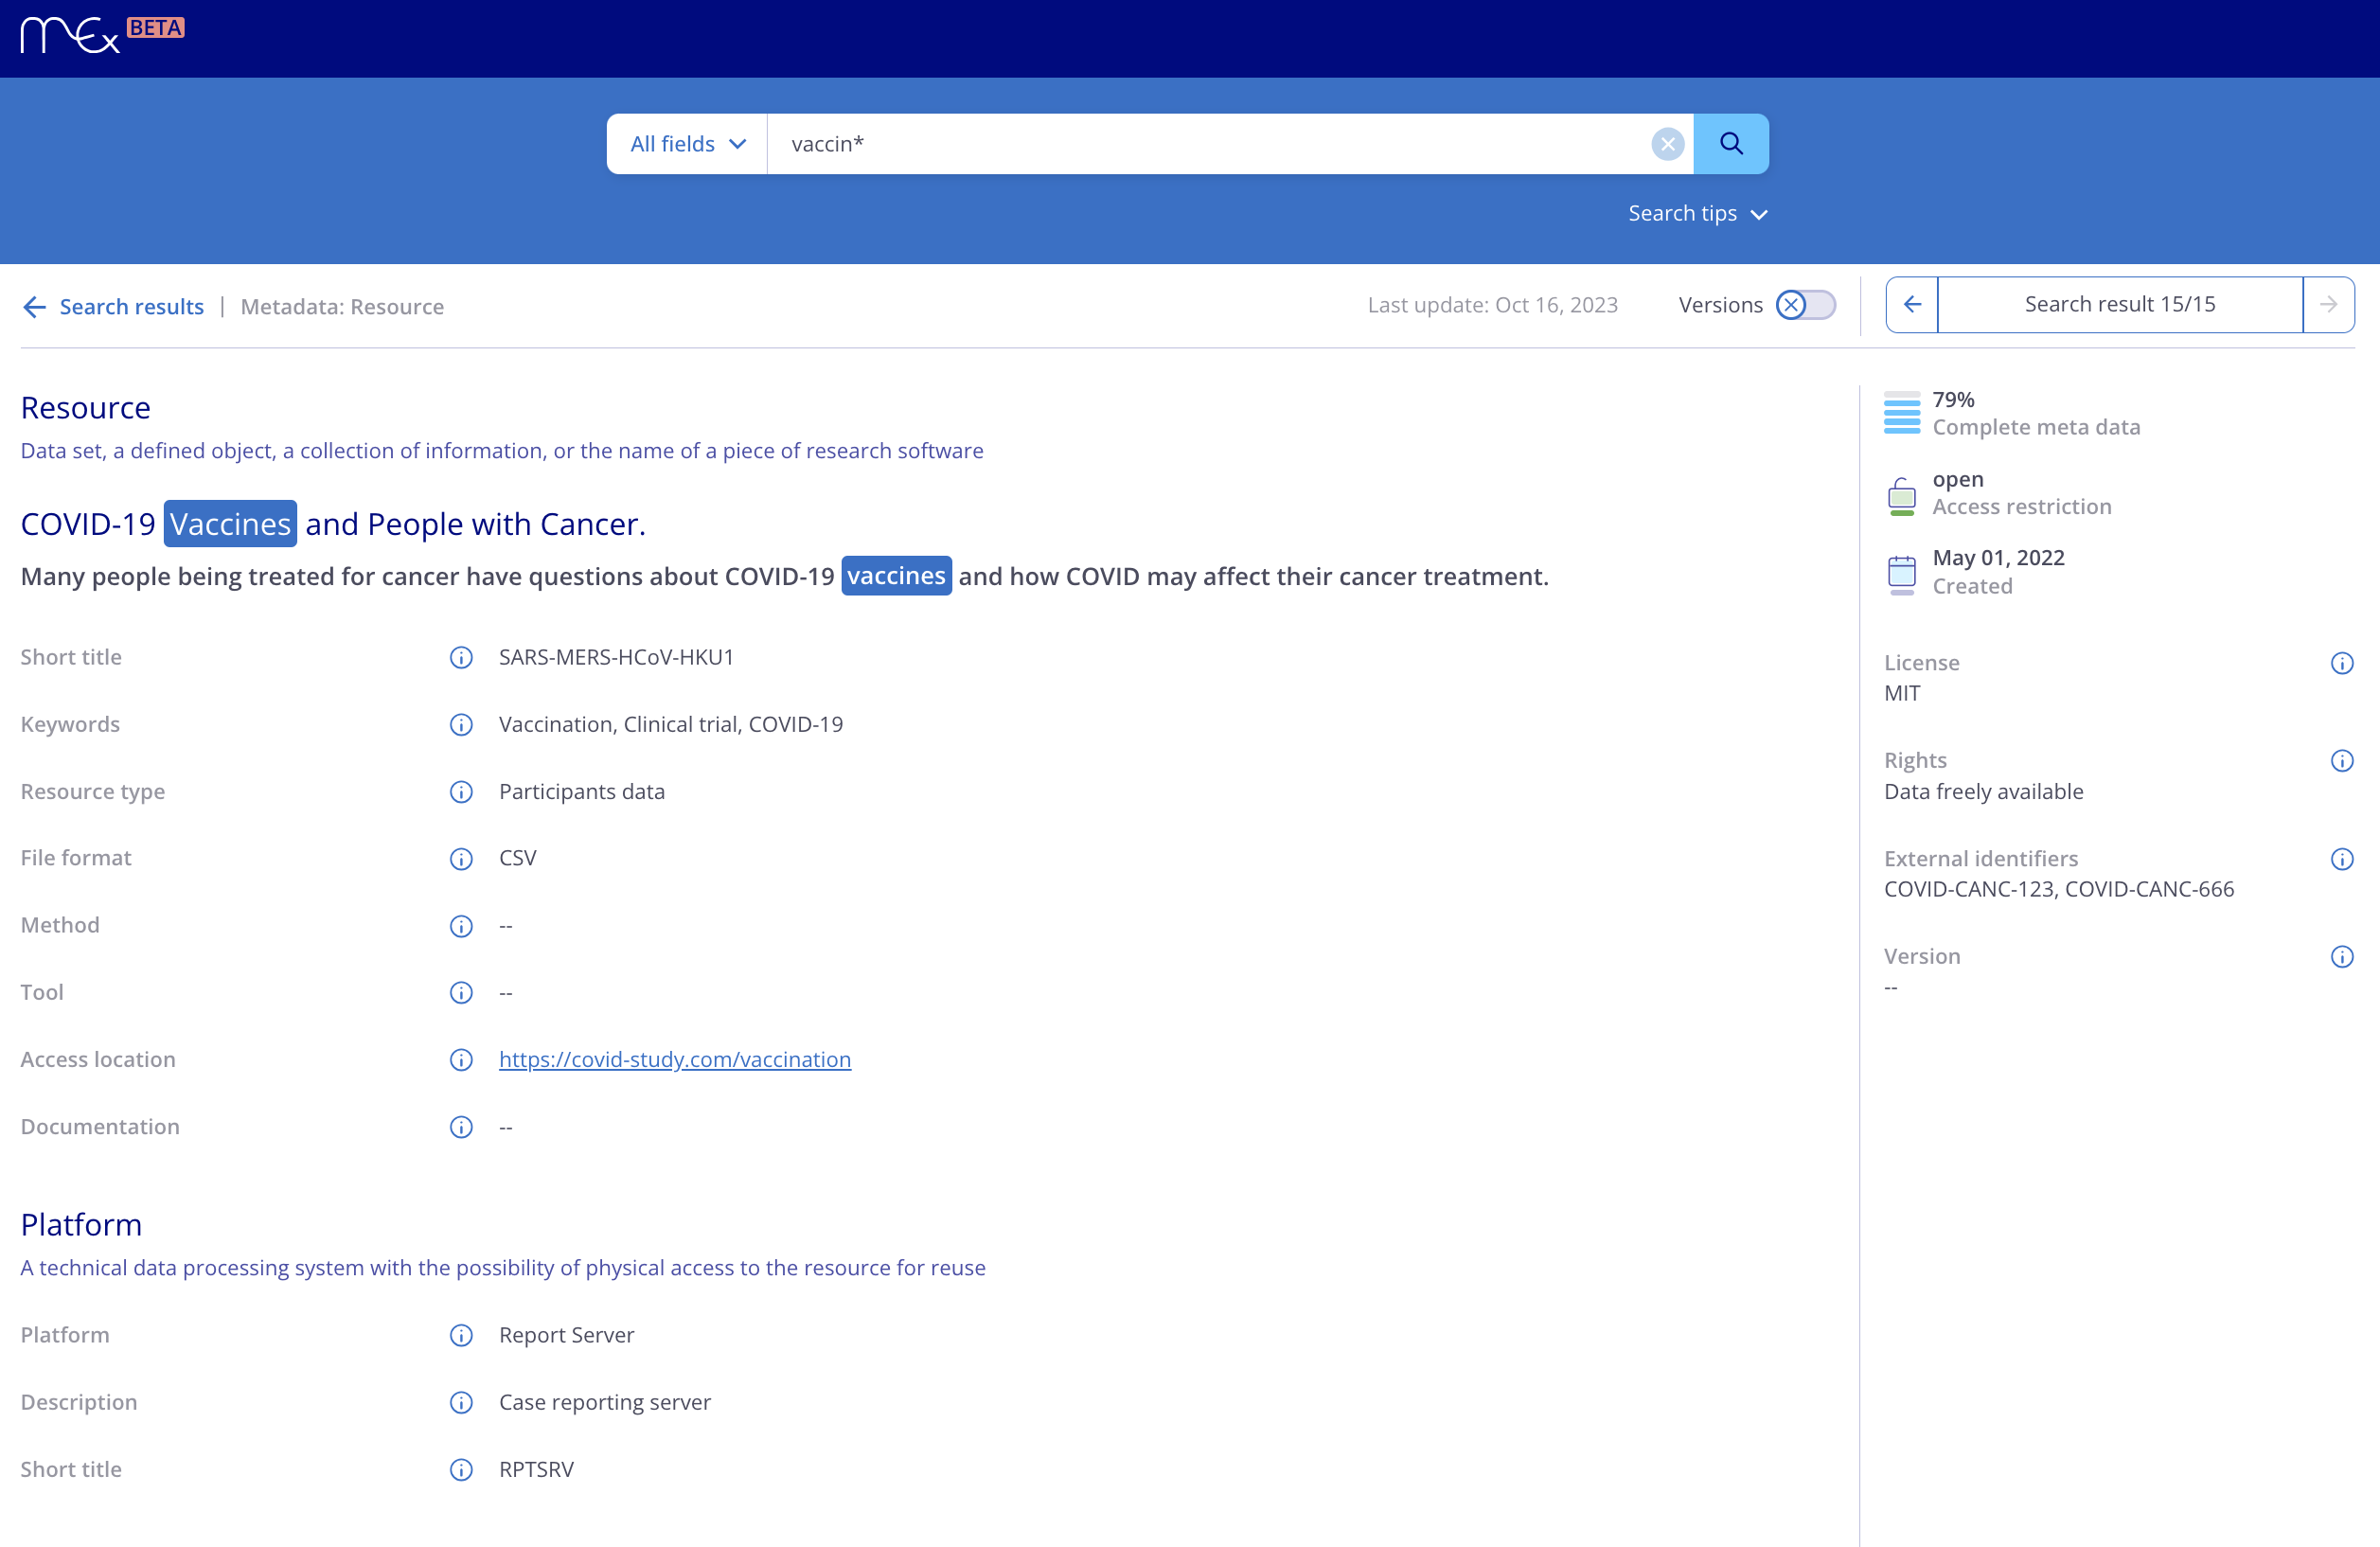 MEx BETA
All fields vaccin*
Search tips
Search results | Metadata: Resource Last update: Oct 16, 2023 Versions Search result 15/15
Resource
Data set, a defined object, a collection of information, or the name of a piece of research software
COVID-19 Vaccines and People with Cancer.
Many people being treated for cancer have questions about COVID-19 vaccines and how COVID may affect their cancer treatment.
Short title SARS-MERS-HCoV-HKU1
Keywords Vaccination, Clinical trial, COVID-19
Resource type Participants data
File format CSV
Method --
Tool --
Access location https://covid-study.com/vaccination
Documentation --
Platform
A technical data processing system with the possibility of physical access to the resource for reuse
Platform Report Server
Description Case reporting server
Short title RPTSRV
79%
Complete meta data
open
Access restriction
May 01, 2022
Created
License
MIT
Rights
Data freely available
External identifiers
COVID-CANC-123, COVID-CANC-666
Version
--